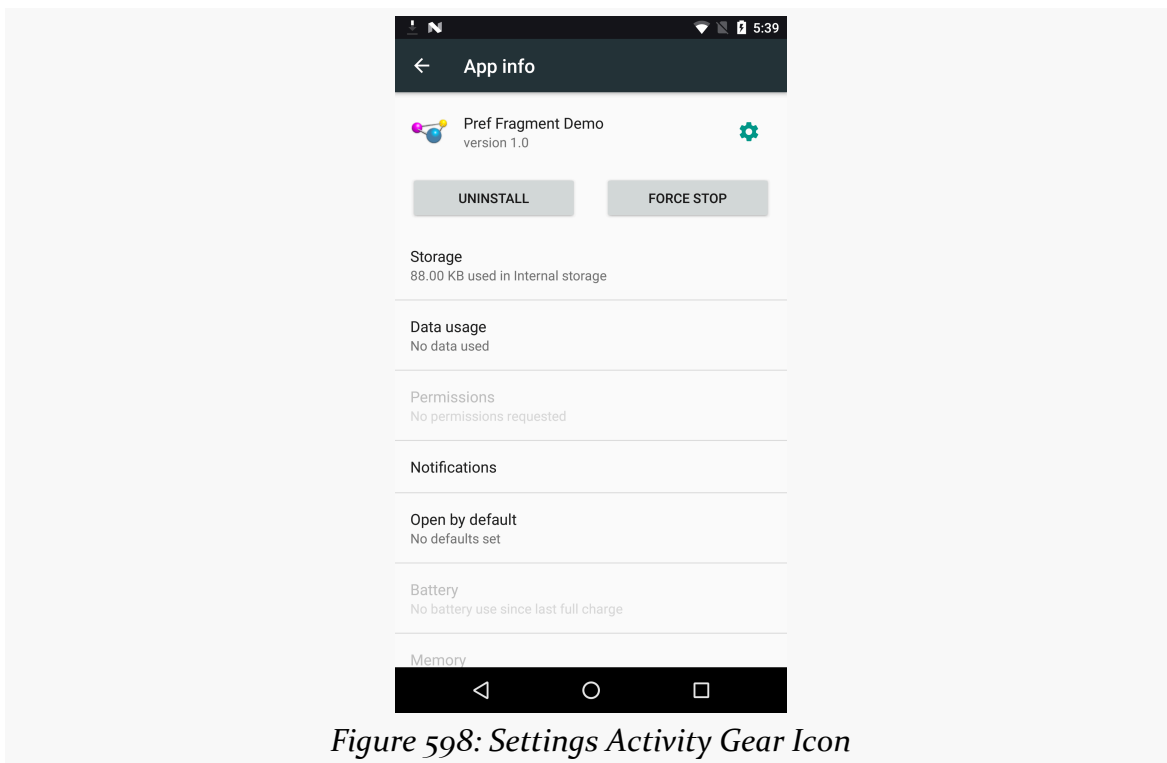 5:39
App info
Pref Fragment Demo
version 1.0
UNINSTALL FORCE STOP
Storage
88.00 KB used in Internal storage
Data usage
No data used
Permissions
No permissions requested
Notifications
Open by default
No defaults set
Battery
No battery use since last full charge
Memory
Figure 598: Settings Activity Gear Icon